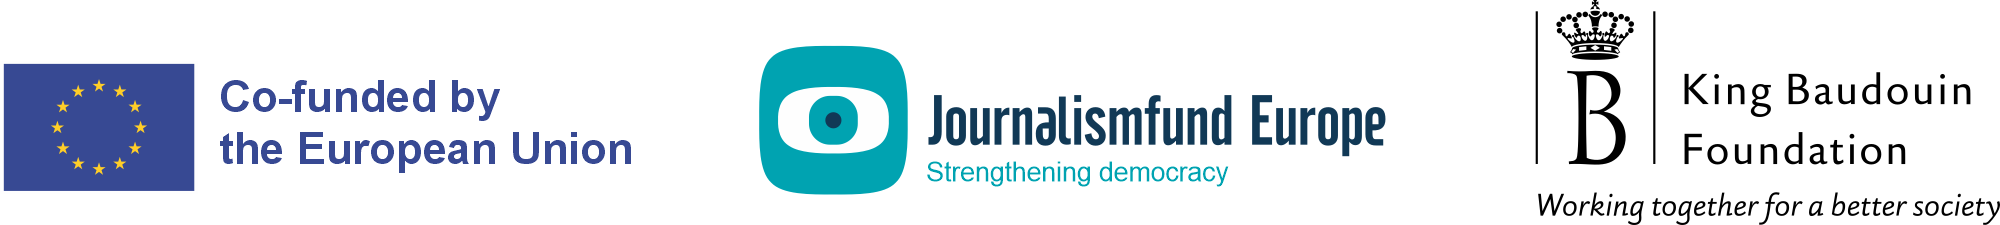 Co-funded by
the European Union
Journalismfund Europe
Strengthening democracy
B
King Baudouin
Foundation
Working together for a better society